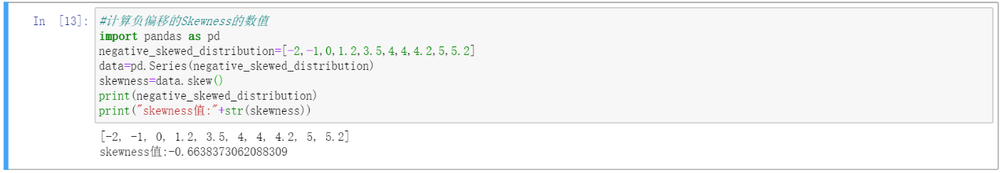 In [13]: #计算负偏移的Skewness的数值
import pandas as pd
negative_skewed_distribution=[-2,-1,0,1.2,3.5,4,4,4.2,5,5.2]
data=pd.Series(negative_skewed_distribution)
skewness=data.skew()
print(negative_skewed_distribution)
print("skewness值:"+str(skewness))
[-2, -1, 0, 1.2, 3.5, 4, 4, 4.2, 5, 5.2]
skewness值:-0.6638373062088309